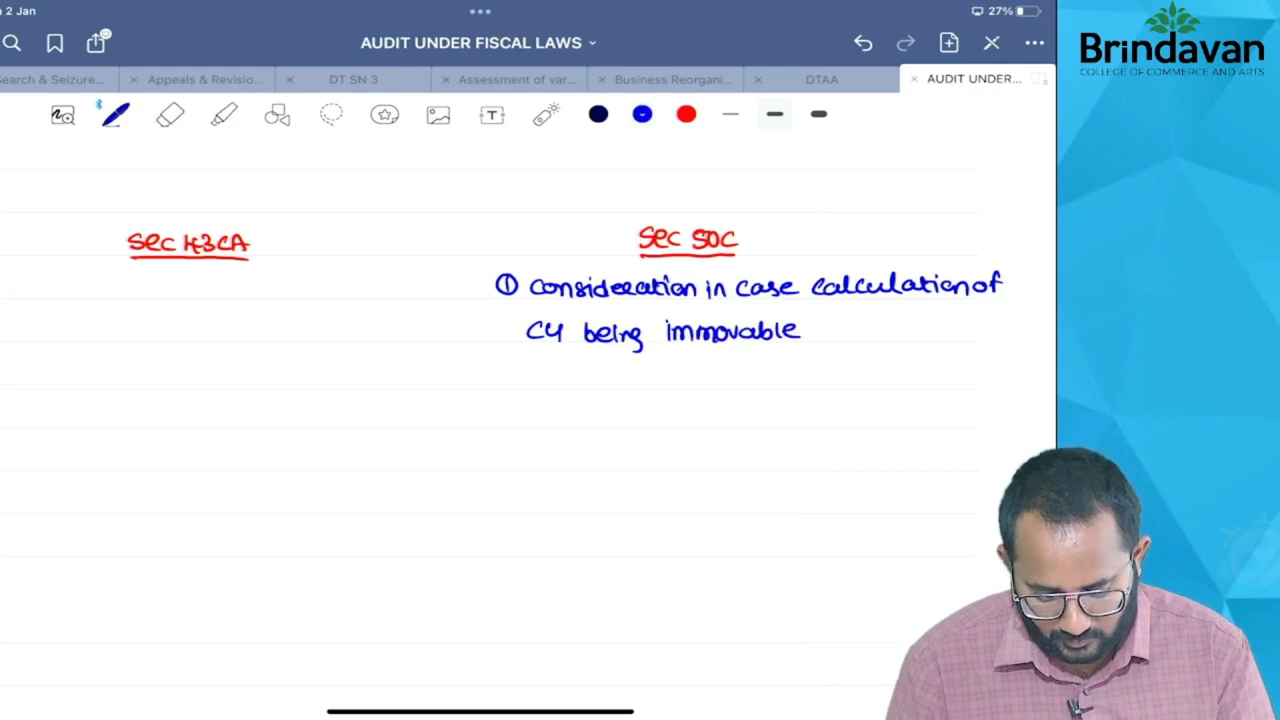 2 Jan
27%
AUDIT UNDER FISCAL LAWS
Brindavan
COLLEGE OF COMMERCE AND ARTS
earch & Seizure...
Appeals & Revisio...
DT SN 3
Assessment of var...
Business Reorgani...
DTAA
AUDIT UNDER...
T
Sec 43CA
Sec 50C
① Consideration in case calculation of
CG being immovable